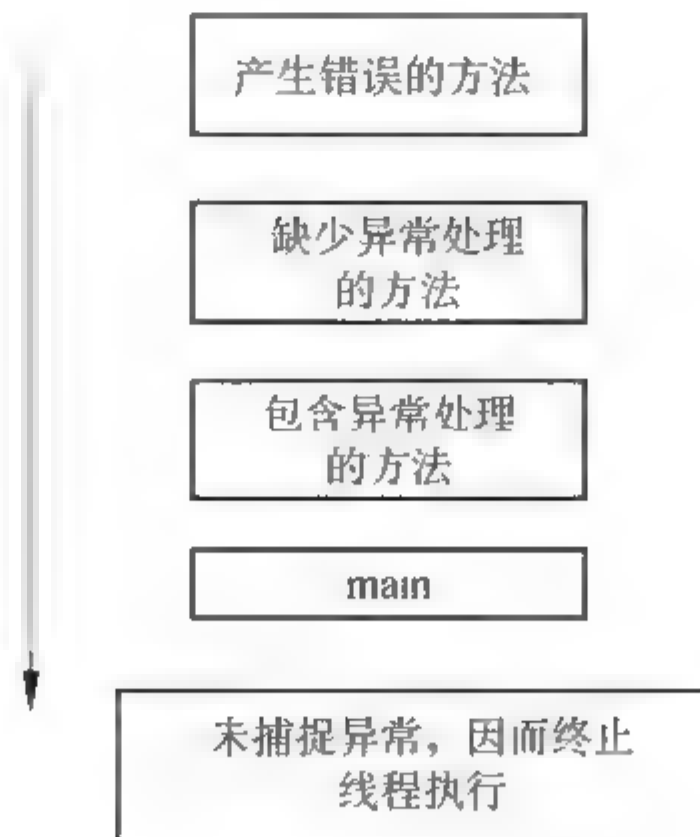 产生错误的方法
缺少异常处理
的方法
包含异常处理
的方法
main
未捕捉异常，因而终止
线程执行